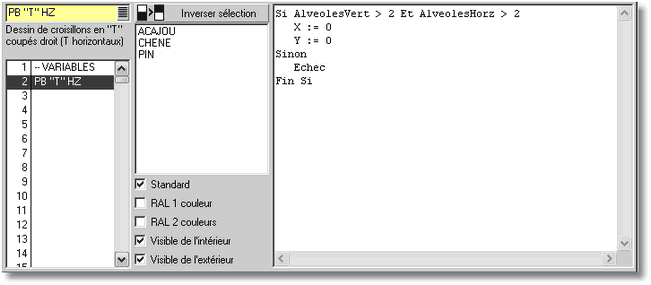 PB "T" HZ
Dessin de croisillons en "T"
coupés droit (T horizontaux)
1 -- VARIABLES
2 PB "T" HZ
3
4
5
6
7
8
9
10
11
12
13
14
15
Inverser sélection
ACAJOU
CHENE
PIN
Standard
RAL 1 couleur
RAL 2 couleurs
Visible de l'intérieur
Visible de l'extérieur
Si AlveolesVert > 2 Et AlveolesHorz > 2
X := 0
Y := 0
Sinon
Echec
Fin Si